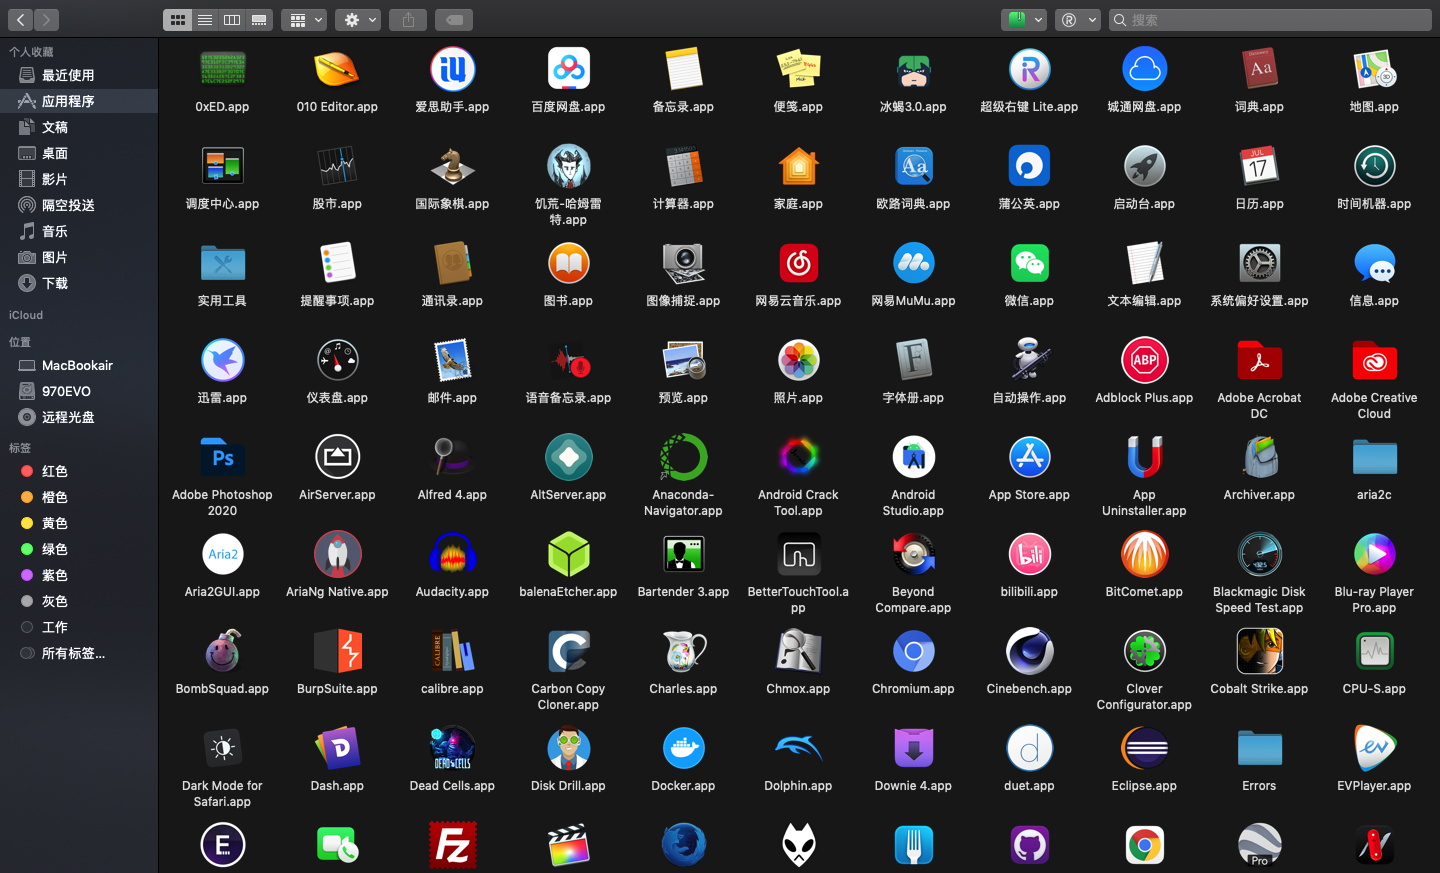 搜索
个人收藏
最近使用
应用程序
文稿
桌面
影片
隔空投送
音乐
图片
下载
iCloud
位置
MacBookair
970EVO
远程光盘
标签
红色
橙色
黄色
绿色
紫色
灰色
工作
所有标签...
0xED.app
010 Editor.app
爱思助手.app
百度网盘.app
备忘录.app
便笺.app
冰蝎3.0.app
超级右键 Lite.app
城通网盘.app
词典.app
地图.app
调度中心.app
股市.app
国际象棋.app
饥荒-哈姆雷
特.app
计算器.app
家庭.app
欧路词典.app
蒲公英.app
启动台.app
JUL
17
日历.app
时间机器.app
实用工具
提醒事项.app
通讯录.app
图书.app
图像捕捉.app
网易云音乐.app
网易MuMu.app
微信.app
文本编辑.app
系统偏好设置.app
信息.app
迅雷.app
仪表盘.app
邮件.app
语音备忘录.app
预览.app
照片.app
字体册.app
自动操作.app
ABP
Adblock Plus.app
Adobe Acrobat
DC
Adobe Creative
Cloud
Ps
Adobe Photoshop
2020
AirServer.app
Alfred 4.app
AltServer.app
Anaconda-
Navigator.app
Android Crack
Tool.app
Android
Studio.app
App Store.app
App
Uninstaller.app
Archiver.app
aria2c
Aria2
Aria2GUI.app
AriaNg Native.app
Audacity.app
balenaEtcher.app
Bartender 3.app
BetterTouchTool.a
pp
Beyond
Compare.app
bili
bilibili.app
BitComet.app
Blackmagic Disk
Speed Test.app
Blu-ray Player
Pro.app
BombSquad.app
BurpSuite.app
CALIBRE
calibre.app
Carbon Copy
Cloner.app
Charles.app
Chmox.app
Chromium.app
Cinebench.app
Clover
Configurator.app
Cobalt Strike.app
CPU-S.app
Dark Mode for
Safari.app
D
Dash.app
DEAD CELLS
Dead Cells.app
Disk Drill.app
Docker.app
Dolphin.app
Downie 4.app
d
duet.app
Eclipse.app
Errors
ev
EVPlayer.app
E
FZ
Pro